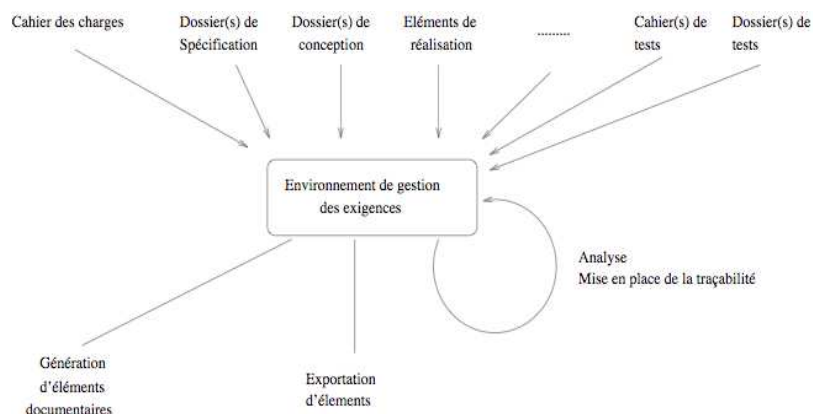 Cahier des charges
Dossier(s) de
Spécification
Dossier(s) de
conception
Eléments de
réalisation
.........
Cahier(s) de
tests
Dossier(s) de
tests
Environnement de gestion
des exigences
Analyse
Mise en place de la traçabilité
Génération
d'éléments
documentaires
Exportation
d'élements